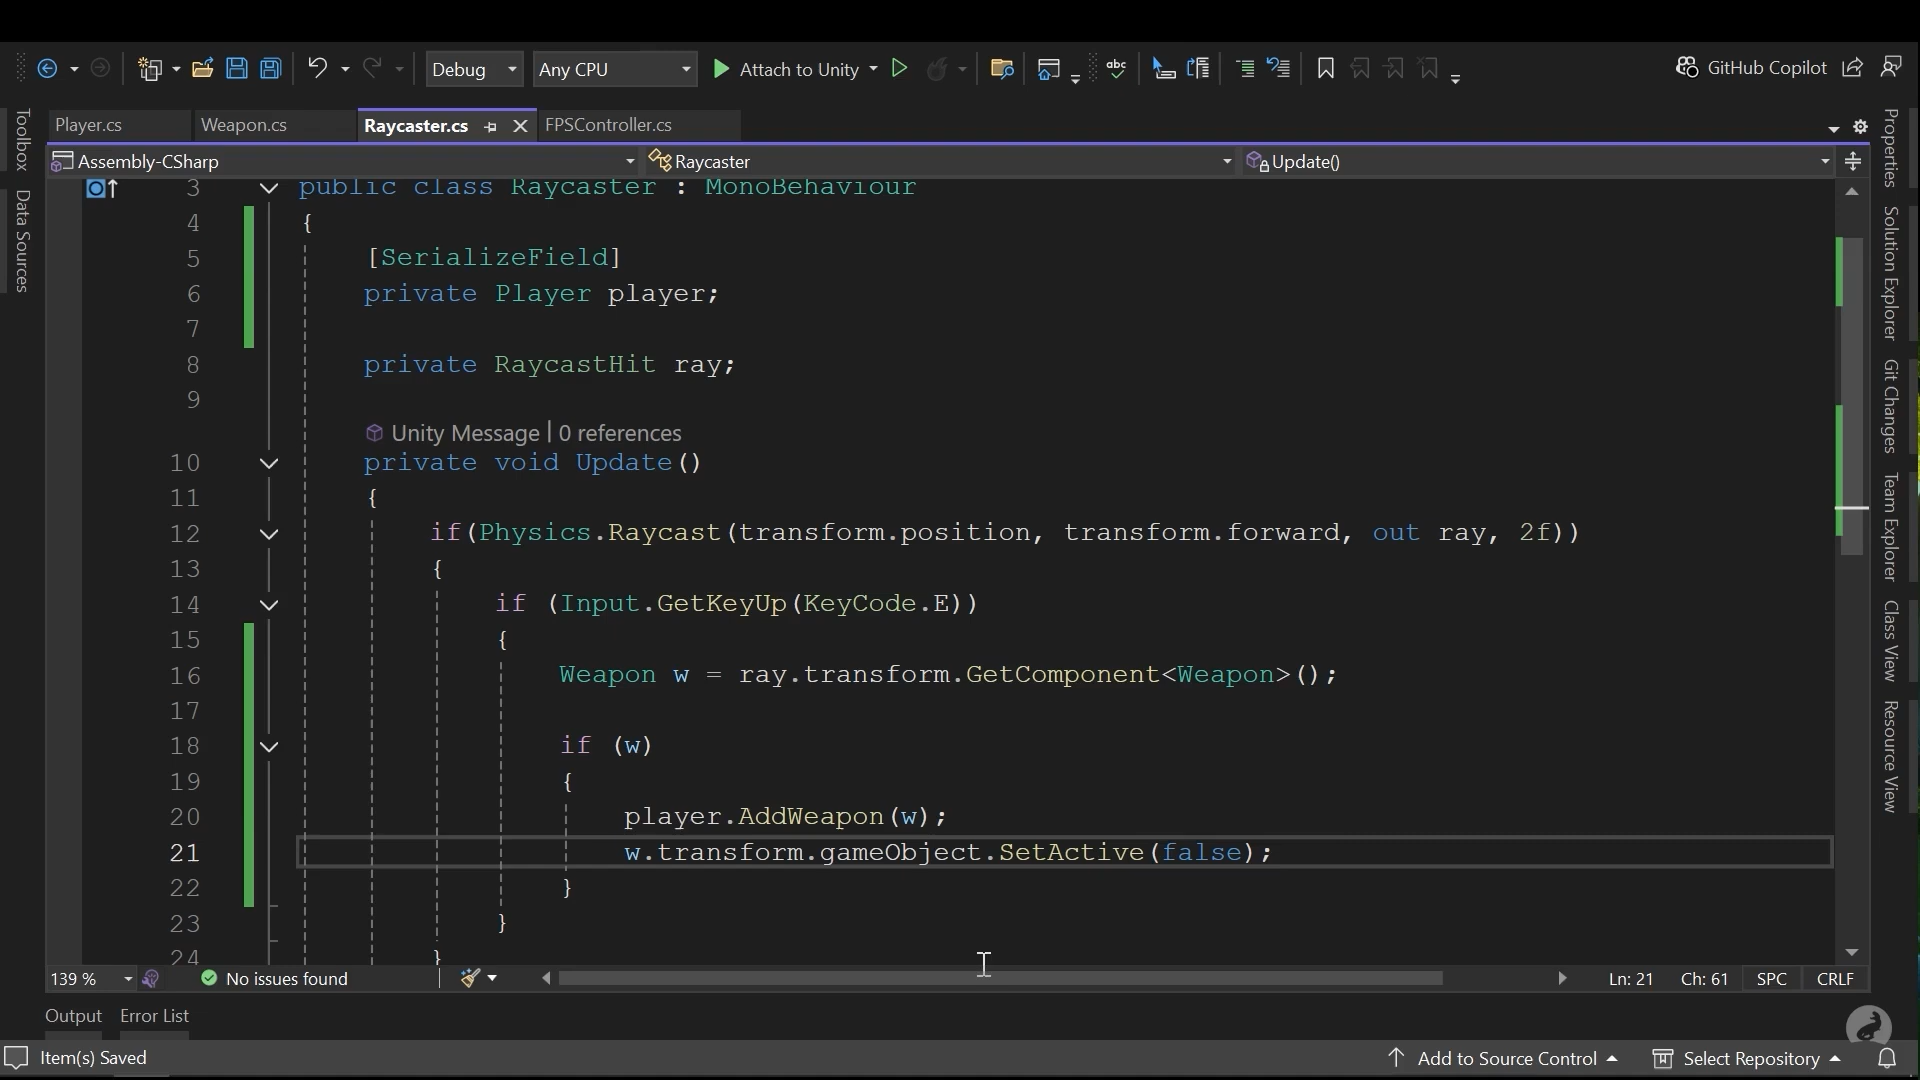 Debug Any CPU Attach to Unity GitHub Copilot
Player.cs Weapon.cs Raycaster.cs FPSController.cs
Assembly-CSharp Raycaster Update()
3 public class Raycaster : MonoBehaviour
4 {
5 [SerializeField]
6 private Player player;
7
8 private RaycastHit ray;
9
Unity Message | 0 references
10 private void Update()
11 {
12 if(Physics.Raycast(transform.position, transform.forward, out ray, 2f))
13 {
14 if (Input.GetKeyUp(KeyCode.E))
15 {
16 Weapon w = ray.transform.GetComponent<Weapon>();
17
18 if (w)
19 {
20 player.AddWeapon(w);
21 w.transform.gameObject.SetActive(false);
22 }
23 }
24 }
139 % No issues found Ln: 21 Ch: 61 SPC CRLF
Output Error List
Item(s) Saved Add to Source Control Select Repository
Toolbox
Data Sources
Properties
Solution Explorer
Git Changes
Team Explorer
Class View
Resource View
abc